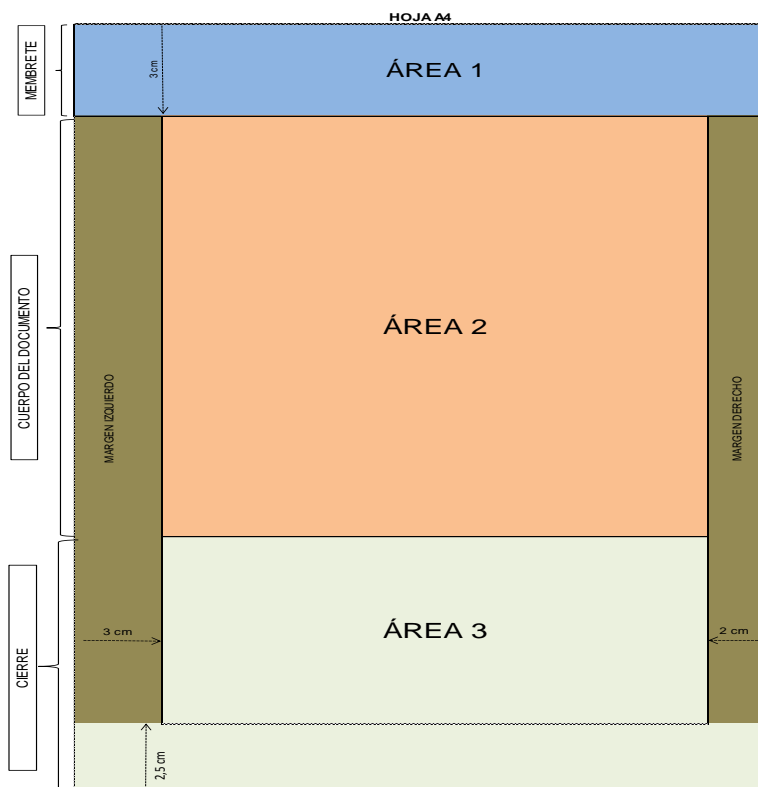 HOJA A4
MEMBRETE
3cm
ÁREA 1
CUERPO DEL DOCUMENTO
MARGEN IZQUIERDO
ÁREA 2
MARGEN DERECHO
CIERRE
3 cm
ÁREA 3
2 cm
2,5 cm